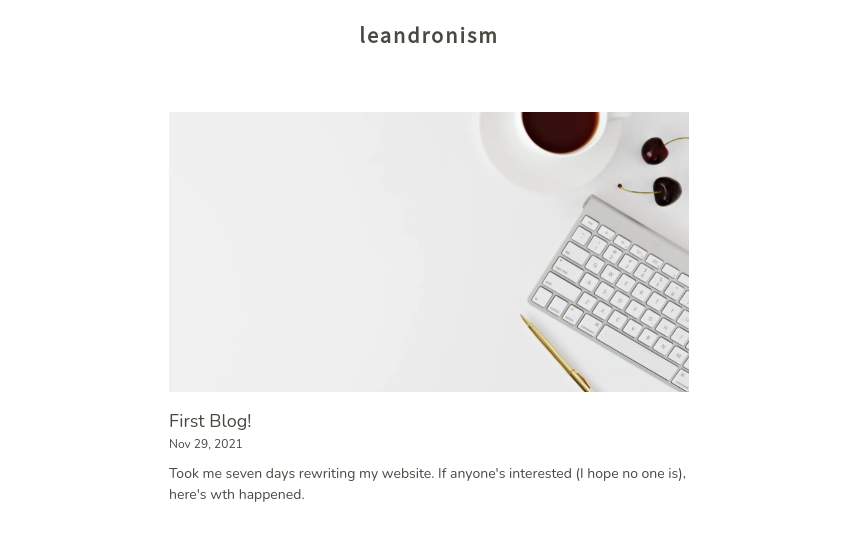 leandronism
First Blog!
Nov 29, 2021
Took me seven days rewriting my website. If anyone's interested (I hope no one is),
here's wth happened.